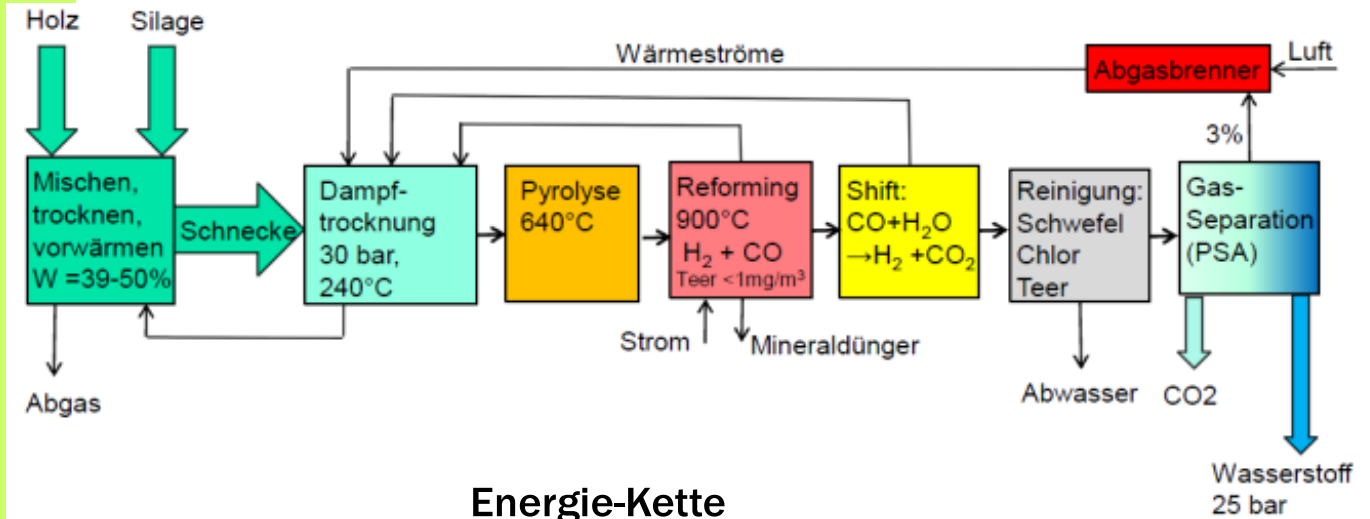 Holz
Silage
Wärmeströme
Abgasbrenner
Luft
3%
Mischen,
trocknen,
vorwärmen
W =39-50%
Schnecke
Dampf-
trocknung
30 bar,
240°C
Pyrolyse
640°C
Reforming
900°C
H₂ + CO
Teer <1mg/m³
Shift:
CO+H₂O
→H₂ +CO₂
Reinigung:
Schwefel
Chlor
Teer
Gas-
Separation
(PSA)
Strom
Mineraldünger
Abgas
Abwasser
CO2
Wasserstoff
25 bar
Energie-Kette